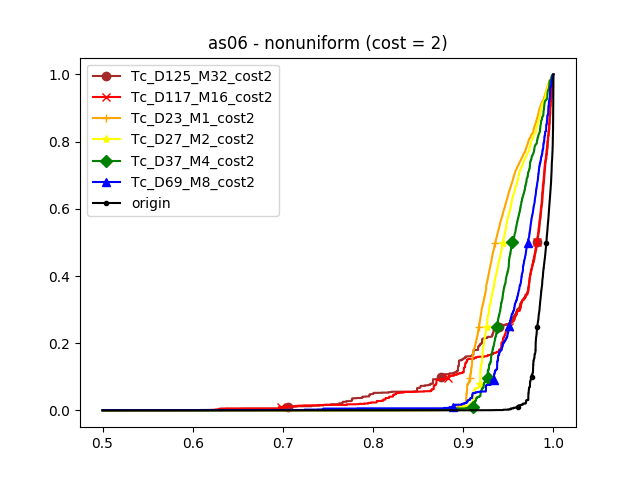 as06 - nonuniform (cost = 2)
Tc_D125_M32_cost2
Tc_D117_M16_cost2
Tc_D23_M1_cost2
Tc_D27_M2_cost2
Tc_D37_M4_cost2
Tc_D69_M8_cost2
origin
1.0
0.8
0.6
0.4
0.2
0.0
0.5 0.6 0.7 0.8 0.9 1.0